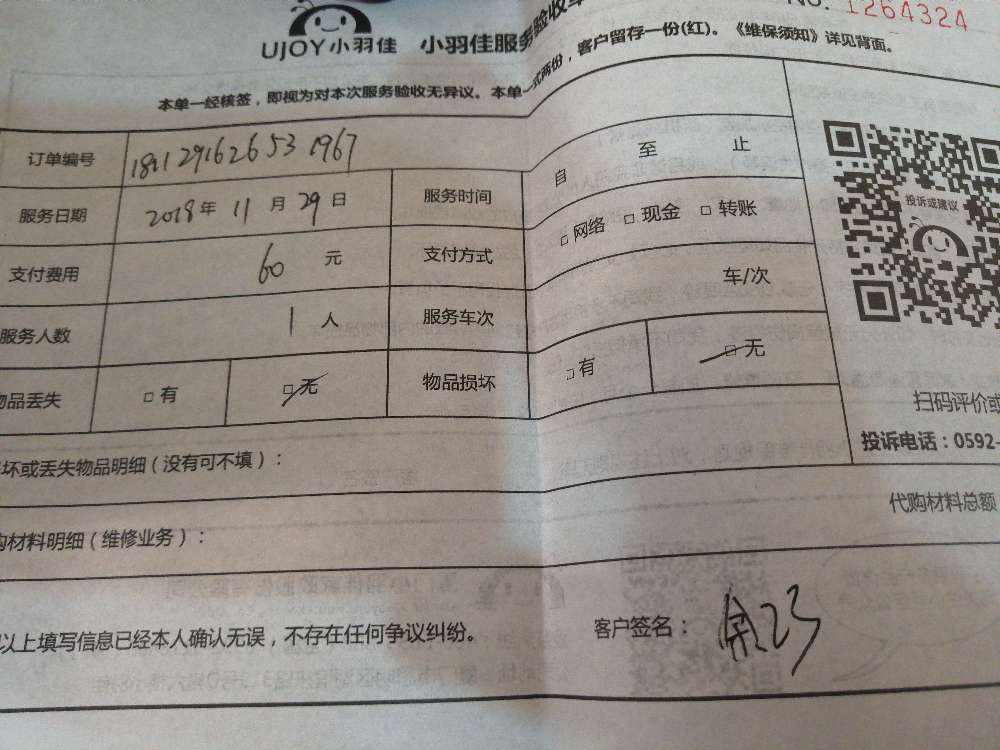 NO. 1264324
UJOY小羽佳 小羽佳服务验收单
本单一经核签，即视为对本次服务验收无异议。本单一式两份，客户留存一份(红)。《维保须知》详见背面。
订单编号 181129162653 1967
自 至 止
服务日期 2018年 11 月 29 日 服务时间
支付费用 60 元 支付方式 □网络 □现金 □转账
服务人数 1 人 服务车次 车/次
品丢失 □有 □无 物品损坏 □有 □无
投诉或建议
扫码评价或
投诉电话：0592-
坏或丢失物品明细（没有可不填）：
代购材料总额
购材料明细（维修业务）：
以上填写信息已经本人确认无误，不存在任何争议纠纷。
客户签名：